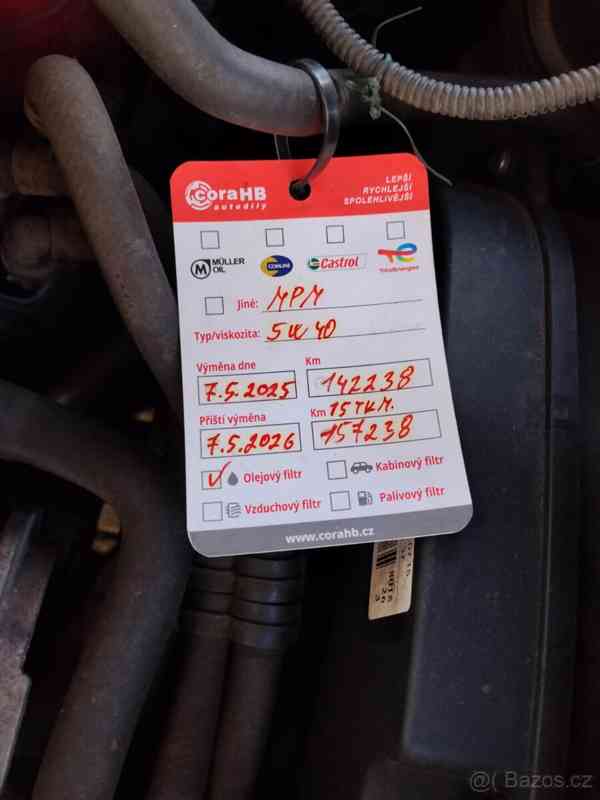 coraHB
autodíly
LEPŠÍ
RYCHLEJŠÍ
SPOLEHLIVĚJŠÍ
MÜLLER OIL Castrol TotalEnergies
Jiné: MPM
Typ/viskozita: 5W40
Výměna dne Km
7.5.2025 142238
Příští výměna Km 15TKM.
7.5.2026 157238
Olejový filtr Kabinový filtr
Vzduchový filtr Palivový filtr
www.corahb.cz
@( Bazos.cz